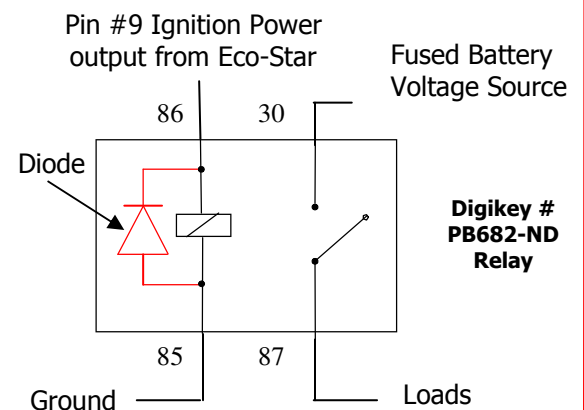 Pin #9 Ignition Power
output from Eco-Star
Fused Battery
Voltage Source
86
30
Diode
Digikey #
PB682-ND
Relay
85
87
Ground
Loads